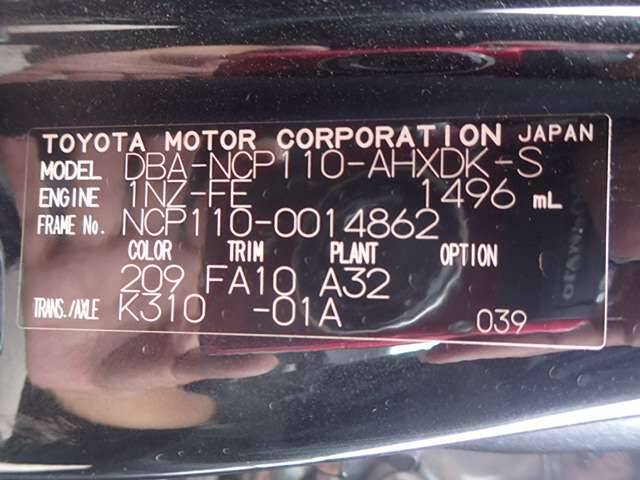 TOYOTA MOTOR CORPORATION JAPAN
MODEL DBA-NCP110-AHXDK-S
ENGINE 1NZ-FE 1496 mL
FRAME No. NCP110-0014862
COLOR TRIM PLANT OPTION
209 FA10 A32
TRANS./AXLE K310 -01A 039